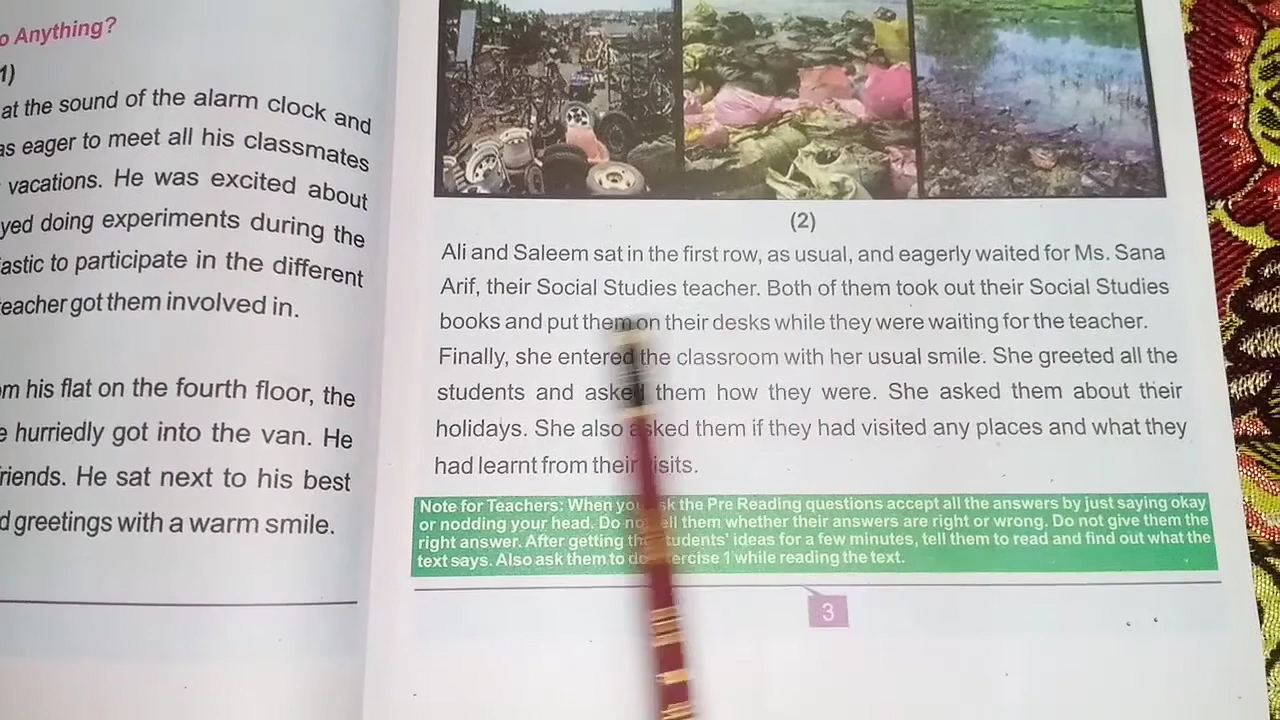 o Anything?
1)
at the sound of the alarm clock and
as eager to meet all his classmates
vacations. He was excited about
yed doing experiments during the
astic to participate in the different
eacher got them involved in.
m his flat on the fourth floor, the
e hurriedly got into the van. He
riends. He sat next to his best
d greetings with a warm smile.
(2)
Ali and Saleem sat in the first row, as usual, and eagerly waited for Ms. Sana
Arif, their Social Studies teacher. Both of them took out their Social Studies
books and put them on their desks while they were waiting for the teacher.
Finally, she entered the classroom with her usual smile. She greeted all the
students and asked them how they were. She asked them about their
holidays. She also asked them if they had visited any places and what they
had learnt from their visits.
Note for Teachers: When you ask the Pre Reading questions accept all the answers by just saying okay
or nodding your head. Do not tell them whether their answers are right or wrong. Do not give them the
right answer. After getting the students' ideas for a few minutes, tell them to read and find out what the
text says. Also ask them to do exercise 1 while reading the text.
3